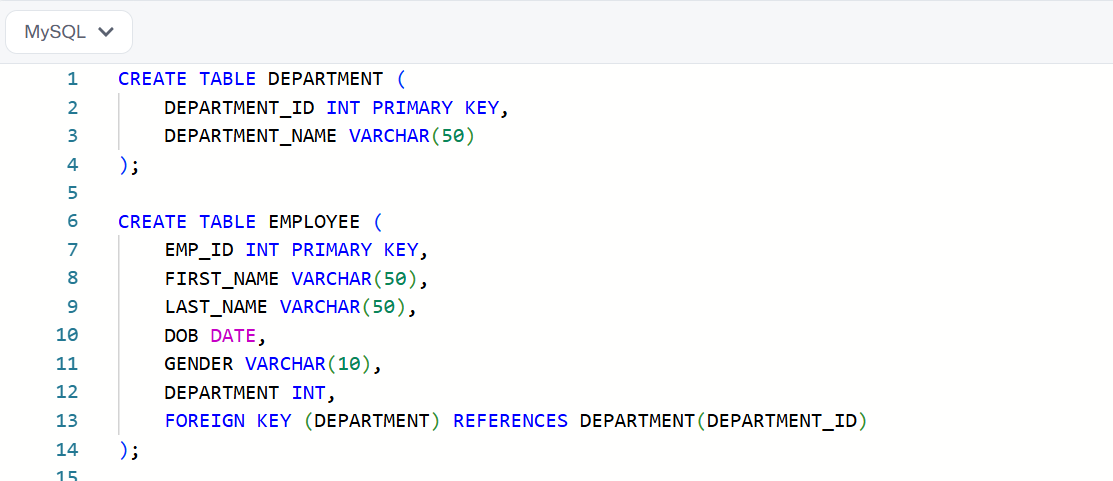 MySQL
1 CREATE TABLE DEPARTMENT (
2 DEPARTMENT_ID INT PRIMARY KEY,
3 DEPARTMENT_NAME VARCHAR(50)
4 );
5
6 CREATE TABLE EMPLOYEE (
7 EMP_ID INT PRIMARY KEY,
8 FIRST_NAME VARCHAR(50),
9 LAST_NAME VARCHAR(50),
10 DOB DATE,
11 GENDER VARCHAR(10),
12 DEPARTMENT INT,
13 FOREIGN KEY (DEPARTMENT) REFERENCES DEPARTMENT(DEPARTMENT_ID)
14 );
15